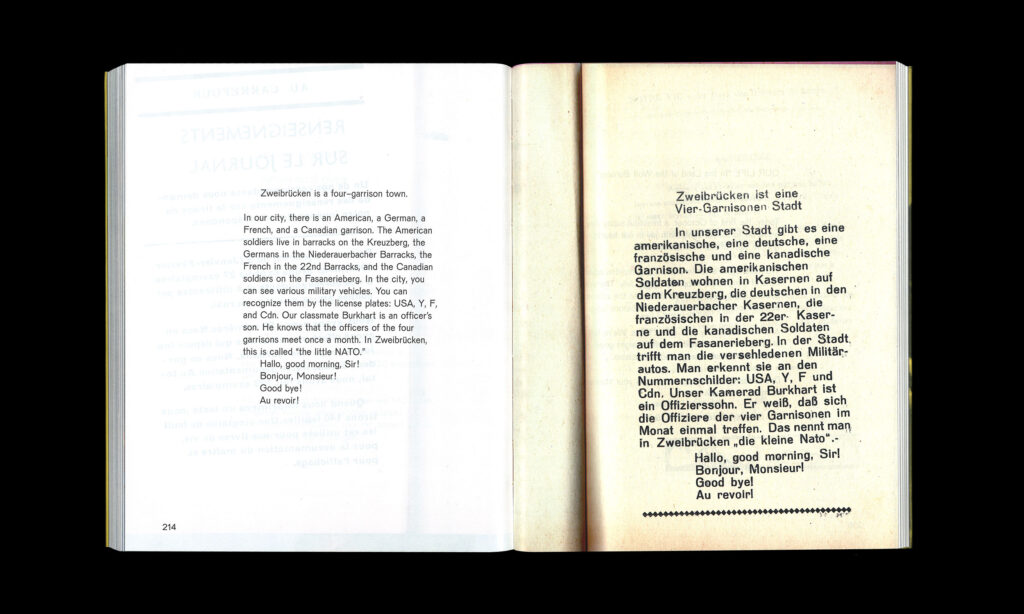 AU CARREFOUR
RENSEIGNEMENTS
SUR LE JOURNAL
Zweibrücken is a four-garrison town.
In our city, there is an American, a German, a
French, and a Canadian garrison. The American
soldiers live in barracks on the Kreuzberg, the
Germans in the Niederauerbacher Barracks, the
French in the 22nd Barracks, and the Canadian
soldiers on the Fasanerieberg. In the city, you
can see various military vehicles. You can
recognize them by the license plates: USA, Y, F,
and Cdn. Our classmate Burkhart is an officer's
son. He knows that the officers of the four
garrisons meet once a month. In Zweibrücken,
this is called “the little NATO.”
Hallo, good morning, Sir!
Bonjour, Monsieur!
Good bye!
Au revoir!
214
Zweibrücken ist eine
Vier-Garnisonen Stadt
In unserer Stadt gibt es eine
amerikanische, eine deutsche, eine
französische und eine kanadische
Garnison. Die amerikanischen
Soldaten wohnen in Kasernen auf
dem Kreuzberg, die deutschen in den
Niederauerbacher Kasernen, die
französischen in der 22er- Kaser-
ne und die kanadischen Soldaten
auf dem Fasanerieberg. In der Stadt
trifft man die verschledenen Militär-
autos. Man erkennt sie an den
Nummernschilder: USA, Y, F und
Cdn. Unser Kamerad Burkhart ist
ein Offizierssohn. Er weiß, daß sich
die Offiziere der vier Garnisonen im
Monat einmal treffen. Das nennt man
in Zweibrücken „die kleine Nato”.-
Hallo, good morning, Sir!
Bonjour, Monsieur!
Good bye!
Au revoir!